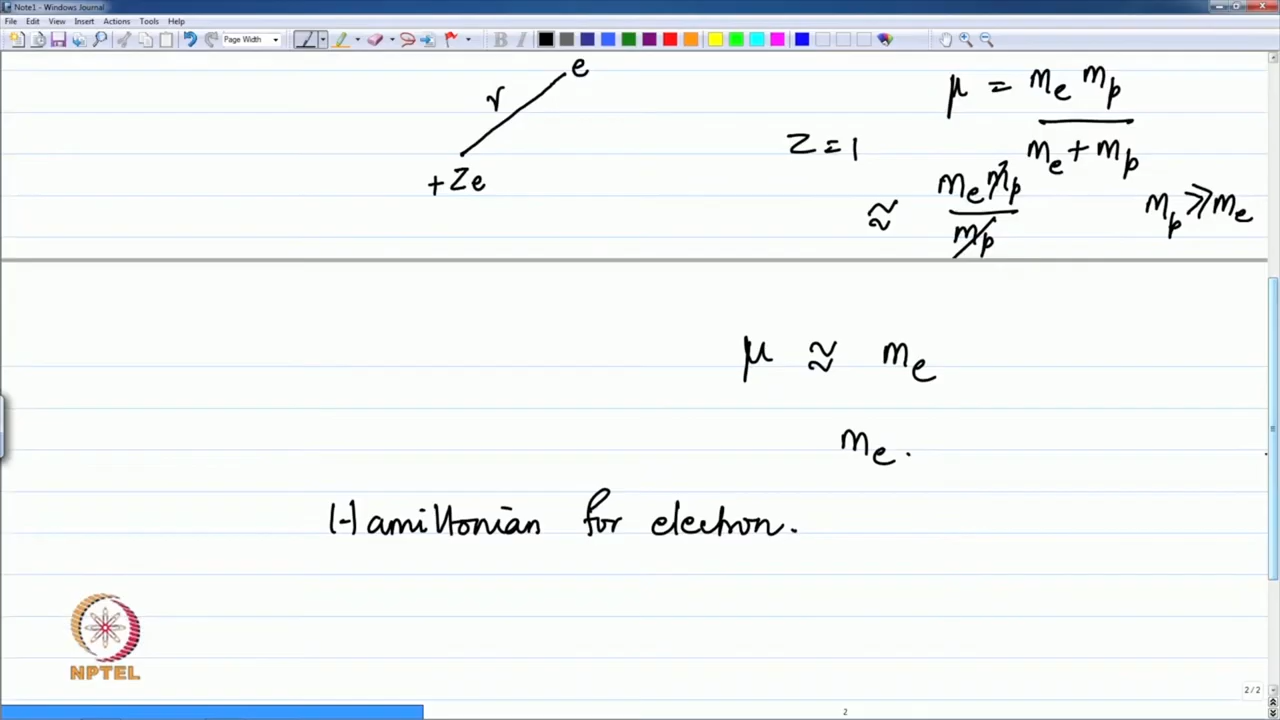 Note1 - Windows Journal
File Edit View Insert Actions Tools Help
Page Width
e
r
+Ze
μ = me mp
me + mp
Z = 1
≈ me mp
mp
mp ≫ me
μ ≈ me
me.
Hamiltonian for electron.
NPTEL
2/2
2